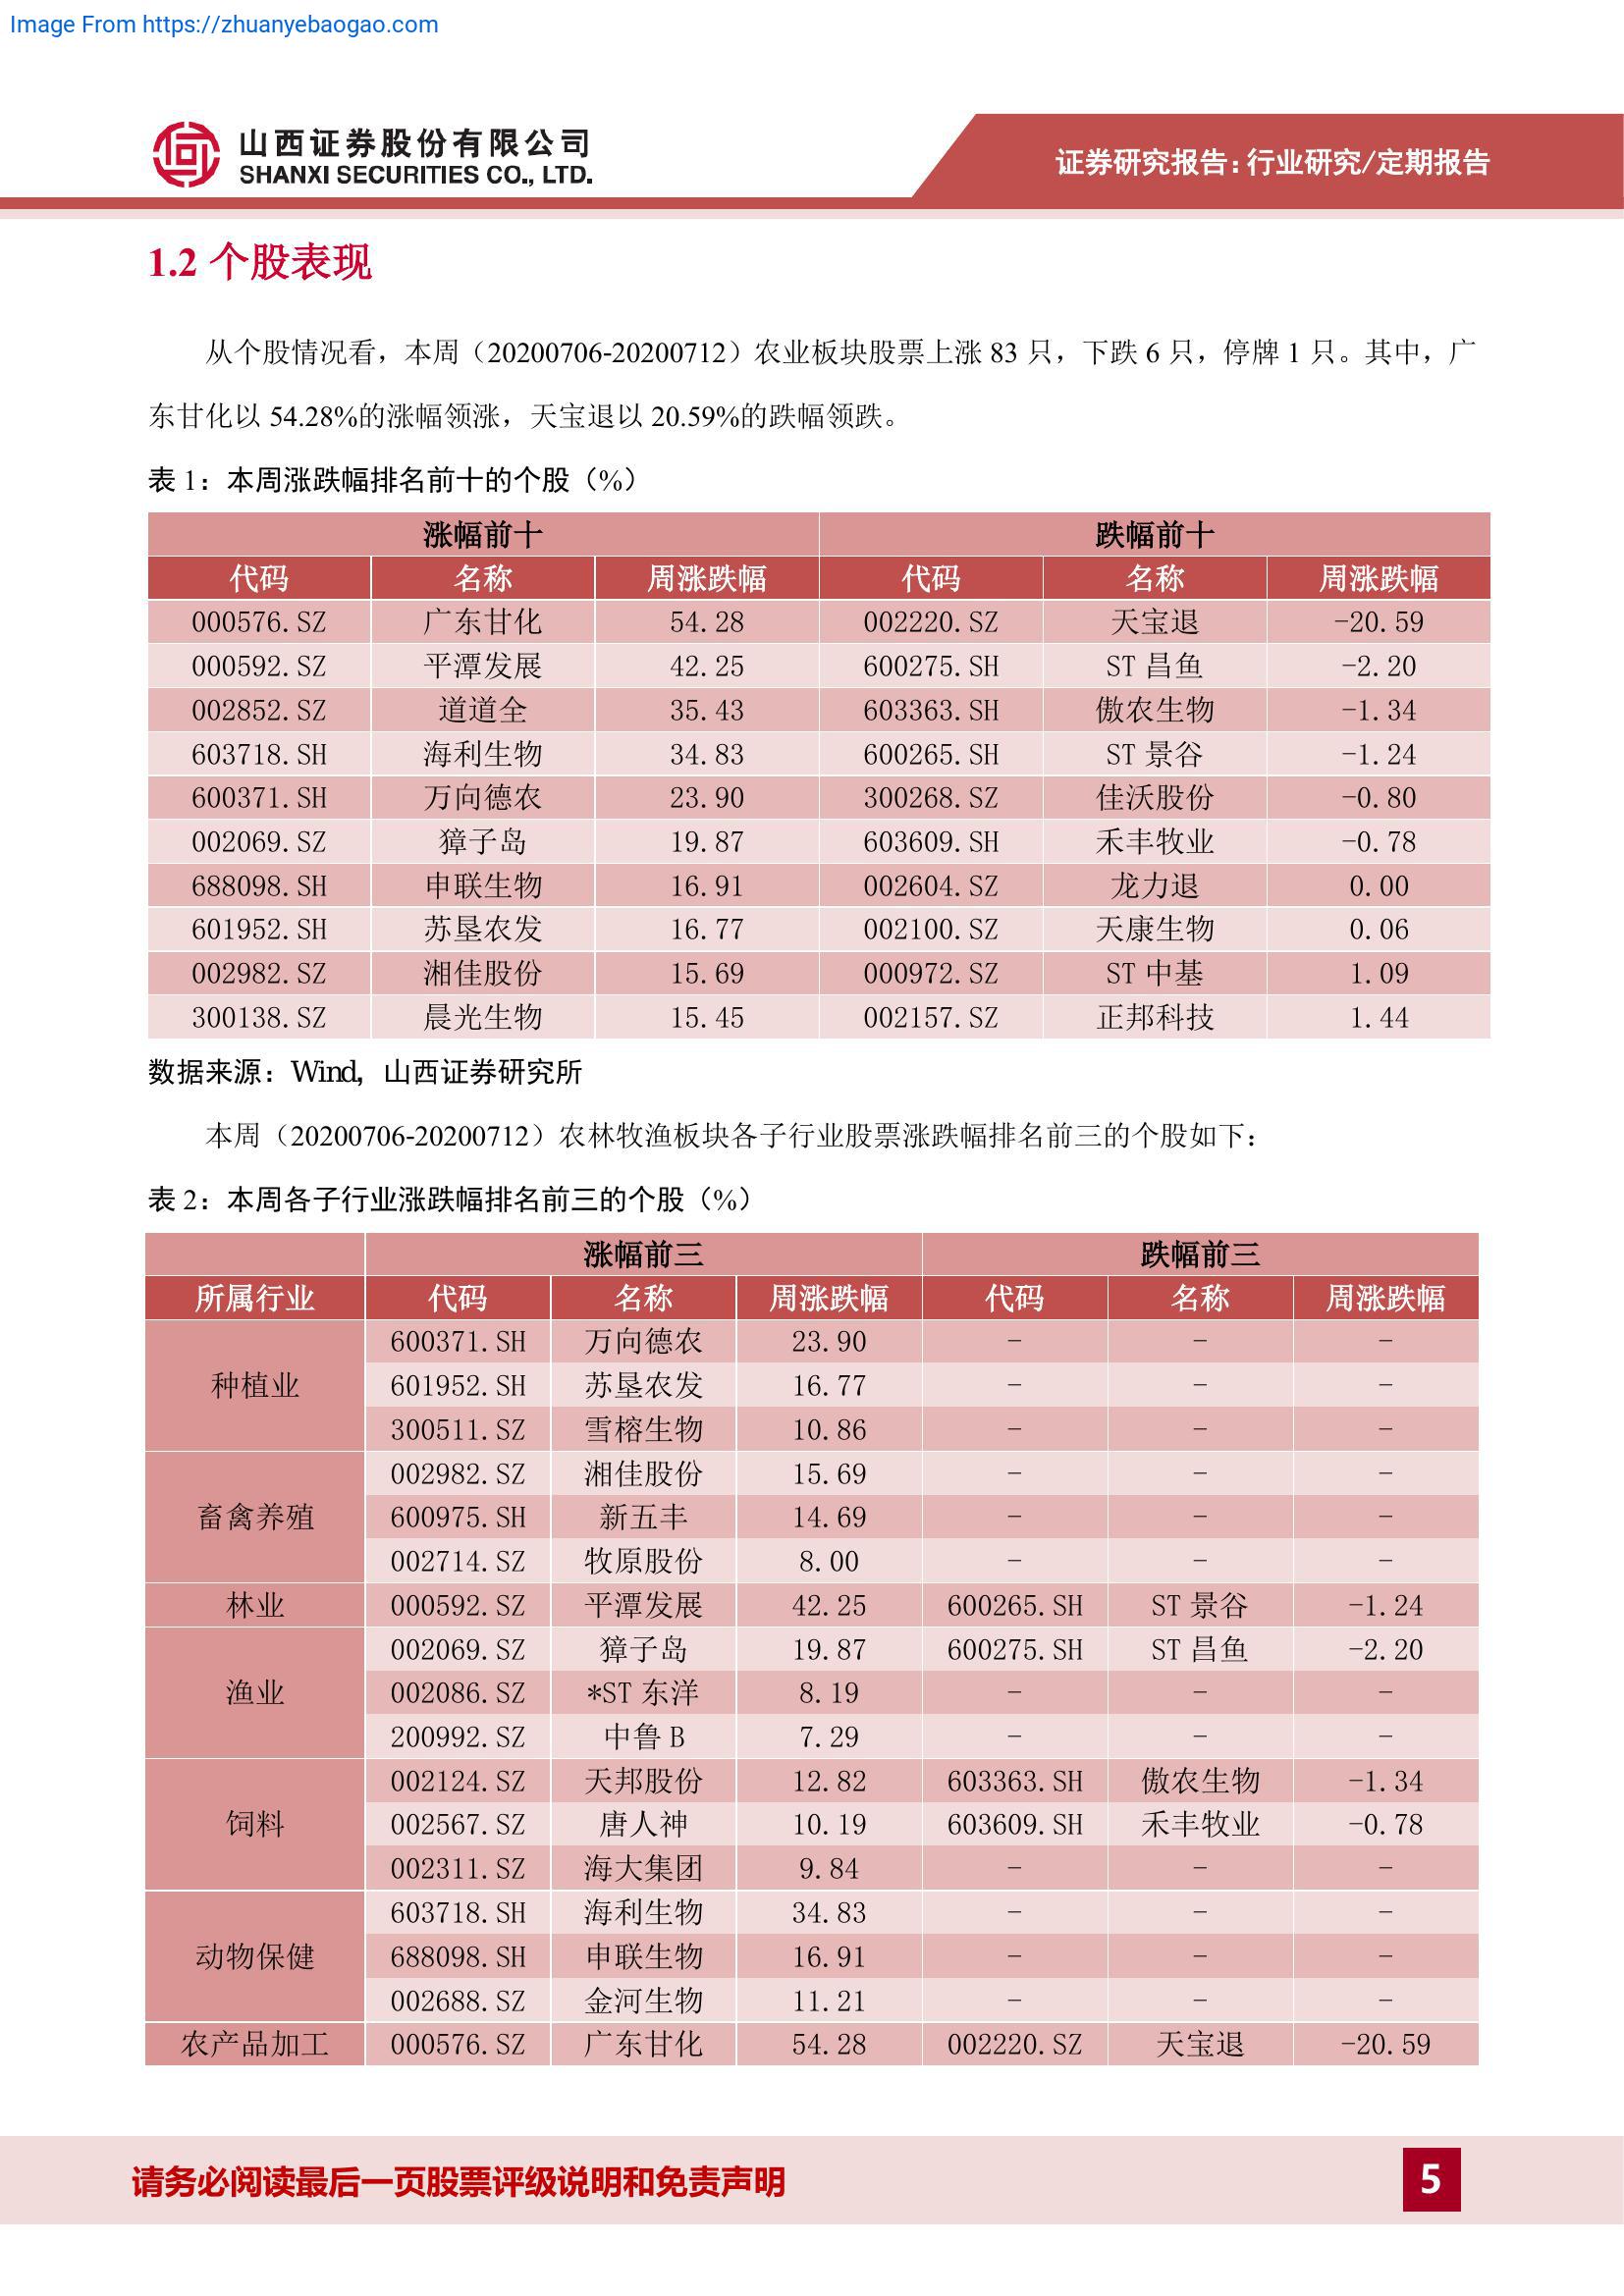 Image From https://zhuanyebaogao.com
山西证券股份有限公司
SHANXI SECURITIES CO., LTD.
证券研究报告：行业研究/定期报告
1.2 个股表现
从个股情况看，本周（20200706-20200712）农业板块股票上涨 83 只，下跌 6 只，停牌 1 只。其中，广
东甘化以 54.28%的涨幅领涨，天宝退以 20.59%的跌幅领跌。
表 1：本周涨跌幅排名前十的个股（%）
涨幅前十 跌幅前十
代码 名称 周涨跌幅 代码 名称 周涨跌幅
000576.SZ 广东甘化 54.28 002220.SZ 天宝退 -20.59
000592.SZ 平潭发展 42.25 600275.SH ST 昌鱼 -2.20
002852.SZ 道道全 35.43 603363.SH 傲农生物 -1.34
603718.SH 海利生物 34.83 600265.SH ST 景谷 -1.24
600371.SH 万向德农 23.90 300268.SZ 佳沃股份 -0.80
002069.SZ 獐子岛 19.87 603609.SH 禾丰牧业 -0.78
688098.SH 申联生物 16.91 002604.SZ 龙力退 0.00
601952.SH 苏垦农发 16.77 002100.SZ 天康生物 0.06
002982.SZ 湘佳股份 15.69 000972.SZ ST 中基 1.09
300138.SZ 晨光生物 15.45 002157.SZ 正邦科技 1.44
数据来源：Wind，山西证券研究所
本周（20200706-20200712）农林牧渔板块各子行业股票涨跌幅排名前三的个股如下：
表 2：本周各子行业涨跌幅排名前三的个股（%）
涨幅前三 跌幅前三
所属行业 代码 名称 周涨跌幅 代码 名称 周涨跌幅
种植业 600371.SH 万向德农 23.90 - - -
601952.SH 苏垦农发 16.77 - - -
300511.SZ 雪榕生物 10.86 - - -
畜禽养殖 002982.SZ 湘佳股份 15.69 - - -
600975.SH 新五丰 14.69 - - -
002714.SZ 牧原股份 8.00 - - -
林业 000592.SZ 平潭发展 42.25 600265.SH ST 景谷 -1.24
渔业 002069.SZ 獐子岛 19.87 600275.SH ST 昌鱼 -2.20
002086.SZ *ST 东洋 8.19 - - -
200992.SZ 中鲁 B 7.29 - - -
饲料 002124.SZ 天邦股份 12.82 603363.SH 傲农生物 -1.34
002567.SZ 唐人神 10.19 603609.SH 禾丰牧业 -0.78
002311.SZ 海大集团 9.84 - - -
动物保健 603718.SH 海利生物 34.83 - - -
688098.SH 申联生物 16.91 - - -
002688.SZ 金河生物 11.21 - - -
农产品加工 000576.SZ 广东甘化 54.28 002220.SZ 天宝退 -20.59
请务必阅读最后一页股票评级说明和免责声明
5